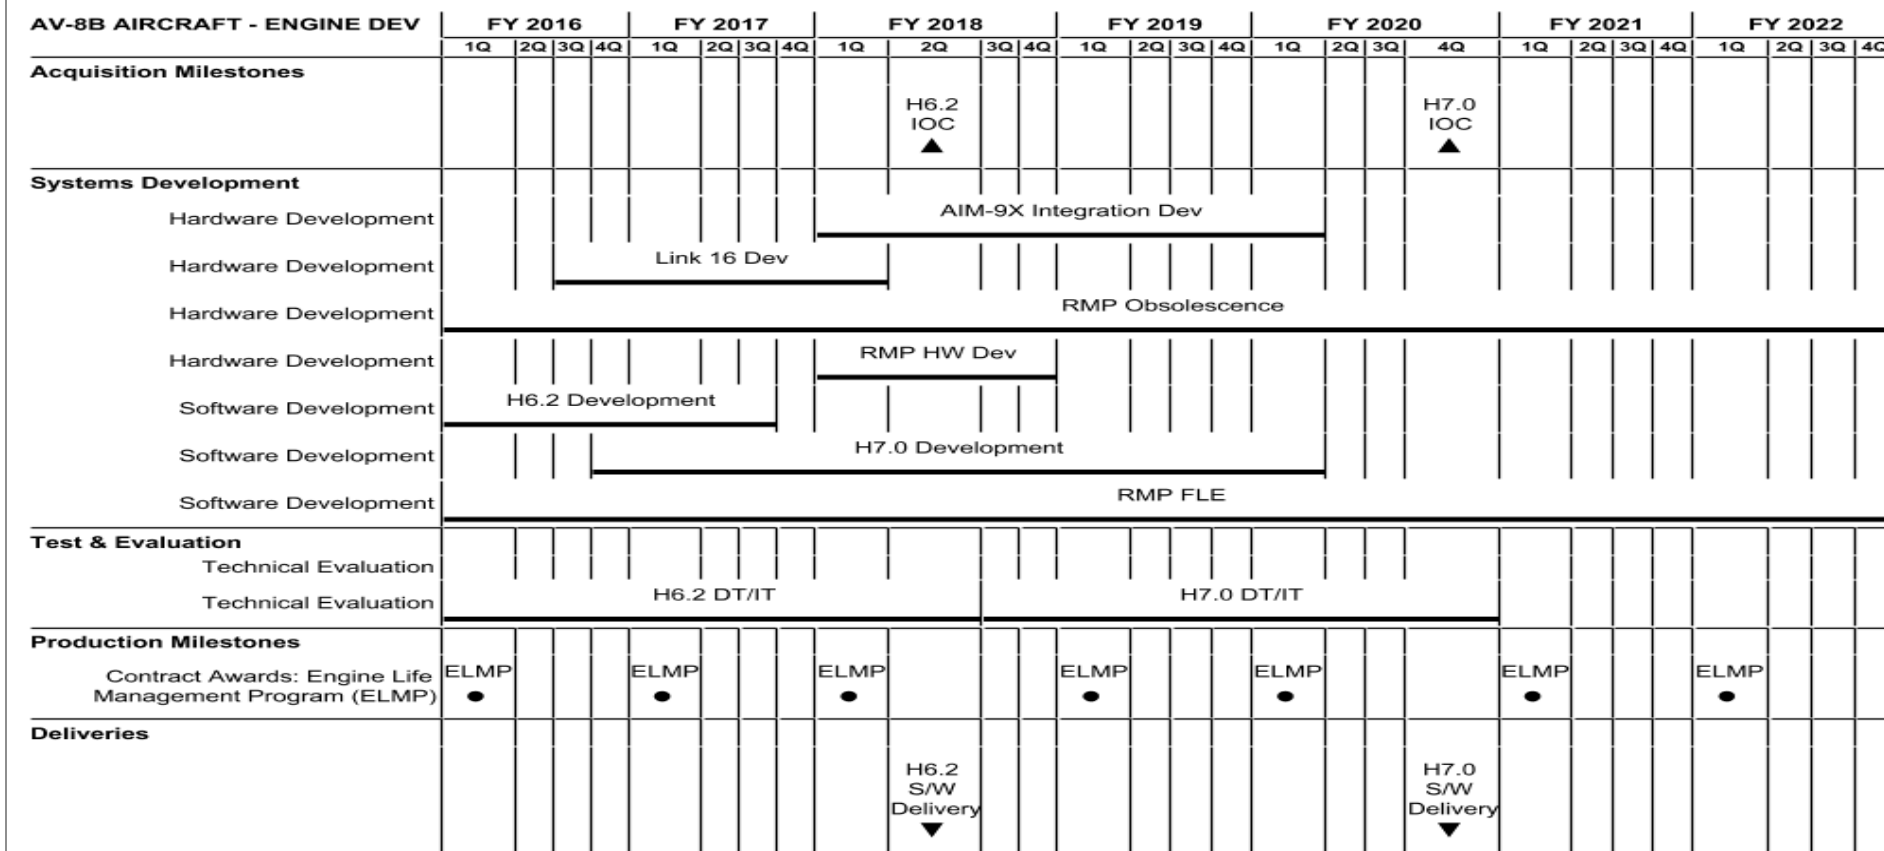 AV-8B AIRCRAFT - ENGINE DEV FY 2016 FY 2017 FY 2018 FY 2019 FY 2020 FY 2021 FY 2022
1Q 2Q 3Q 4Q 1Q 2Q 3Q 4Q 1Q 2Q 3Q 4Q 1Q 2Q 3Q 4Q 1Q 2Q 3Q 4Q 1Q 2Q 3Q 4Q 1Q 2Q 3Q 4Q
Acquisition Milestones
H6.2 H7.0
IOC IOC
Systems Development
Hardware Development AIM-9X Integration Dev
Hardware Development Link 16 Dev
Hardware Development RMP Obsolescence
Hardware Development RMP HW Dev
Software Development H6.2 Development
Software Development H7.0 Development
Software Development RMP FLE
Test & Evaluation
Technical Evaluation
Technical Evaluation H6.2 DT/IT H7.0 DT/IT
Production Milestones
Contract Awards: Engine Life ELMP ELMP ELMP ELMP ELMP ELMP ELMP
Management Program (ELMP)
Deliveries
H6.2 H7.0
S/W S/W
Delivery Delivery